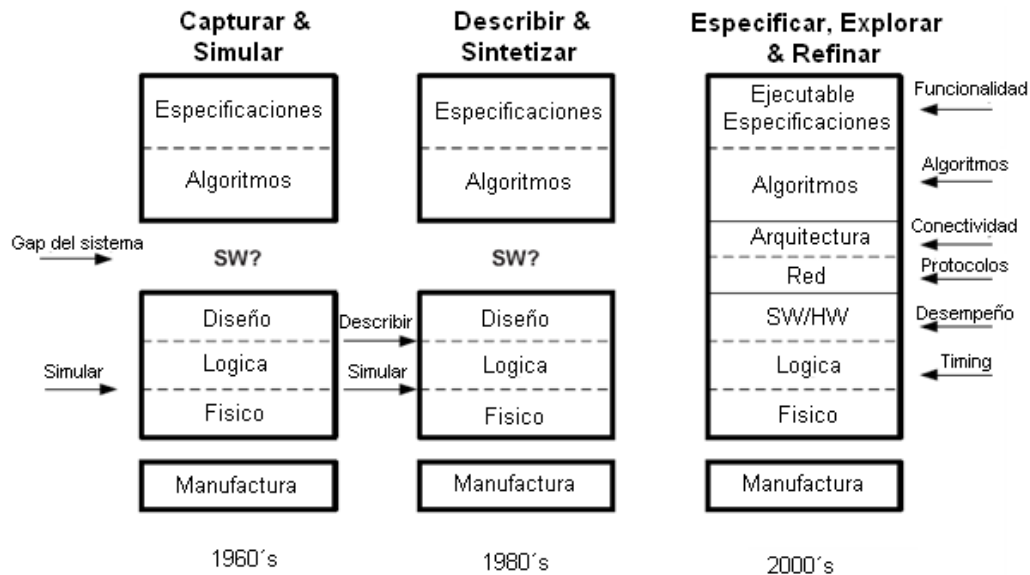 Capturar &
Simular
Especificaciones
Algoritmos
Gap del sistema
SW?
Diseño
Simular
Logica
Fisico
Manufactura
1960´s
Describir &
Sintetizar
Especificaciones
Algoritmos
SW?
Describir
Diseño
Simular
Logica
Fisico
Manufactura
1980´s
Especificar, Explorar
& Refinar
Ejecutable
Especificaciones
Funcionalidad
Algoritmos
Algoritmos
Arquitectura
Conectividad
Red
Protocolos
SW/HW
Desempeño
Logica
Timing
Fisico
Manufactura
2000´s